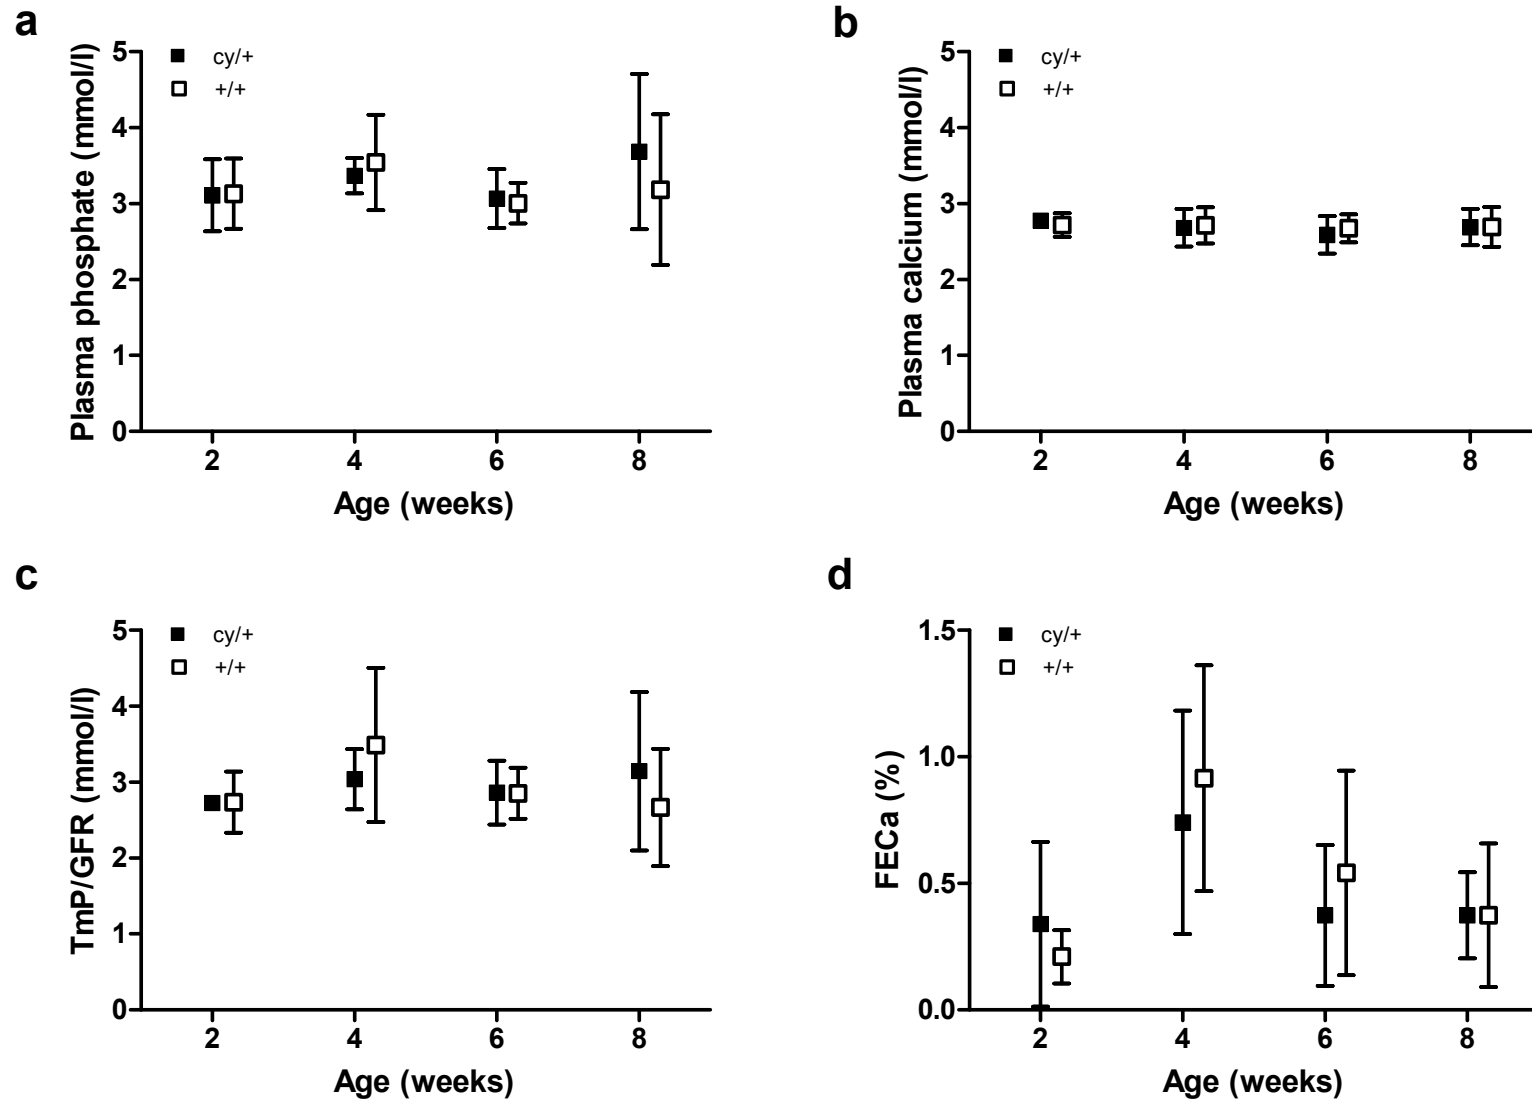 a
Plasma phosphate (mmol/l)
cy/+
+/+
5
4
3
2
1
0
2 4 6 8
Age (weeks)
b
Plasma calcium (mmol/l)
cy/+
+/+
5
4
3
2
1
0
2 4 6 8
Age (weeks)
c
TmP/GFR (mmol/l)
cy/+
+/+
5
4
3
2
1
0
2 4 6 8
Age (weeks)
d
FECa (%)
cy/+
+/+
1.5
1.0
0.5
0.0
2 4 6 8
Age (weeks)